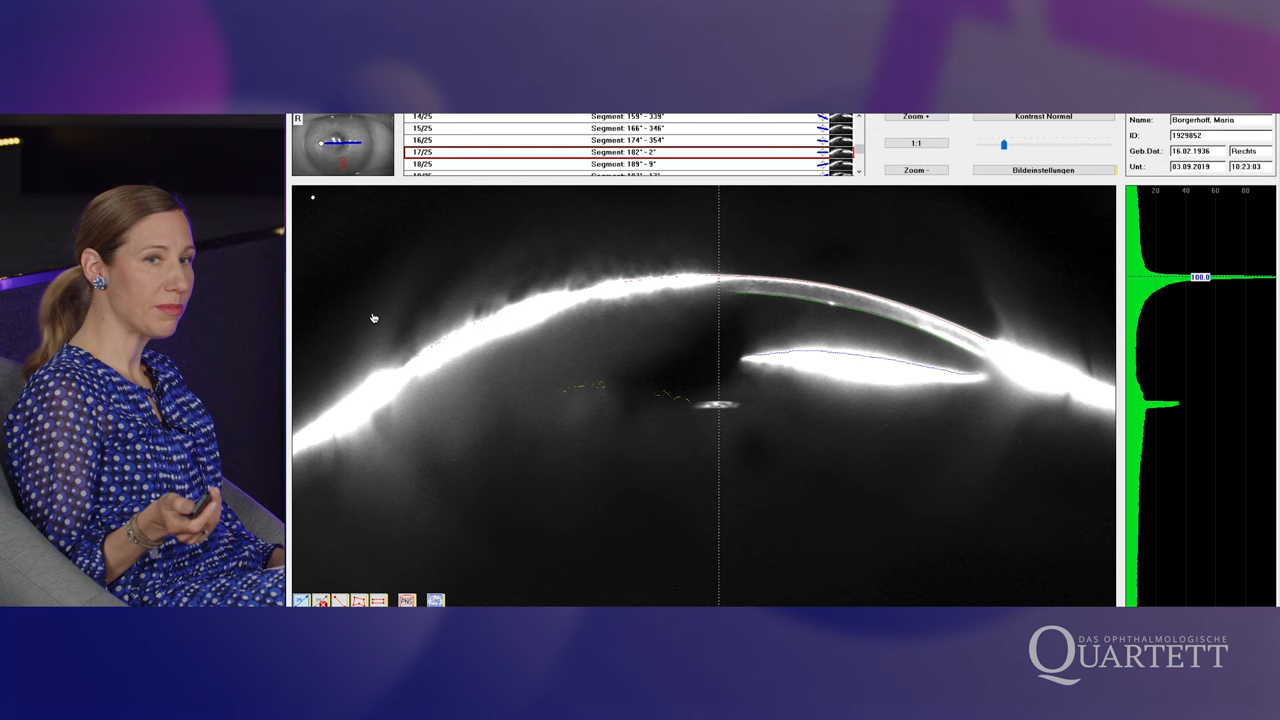 R
14/25 Segment: 159° - 339°
15/25 Segment: 166° - 346°
16/25 Segment: 174° - 354°
17/25 Segment: 182° - 2°
18/25 Segment: 189° - 9°
Zoom +
1:1
Zoom -
Kontrast Normal
Bildeinstellungen
Name: Borgerhoff, Maria
ID: 1929852
Geb.Dat.: 16.02.1936 Rechts
Unt.: 03.09.2019 10:23:03
20 40 60 80
100.0
PNS
DAS OPHTHALMOLOGISCHE
QUARTETT